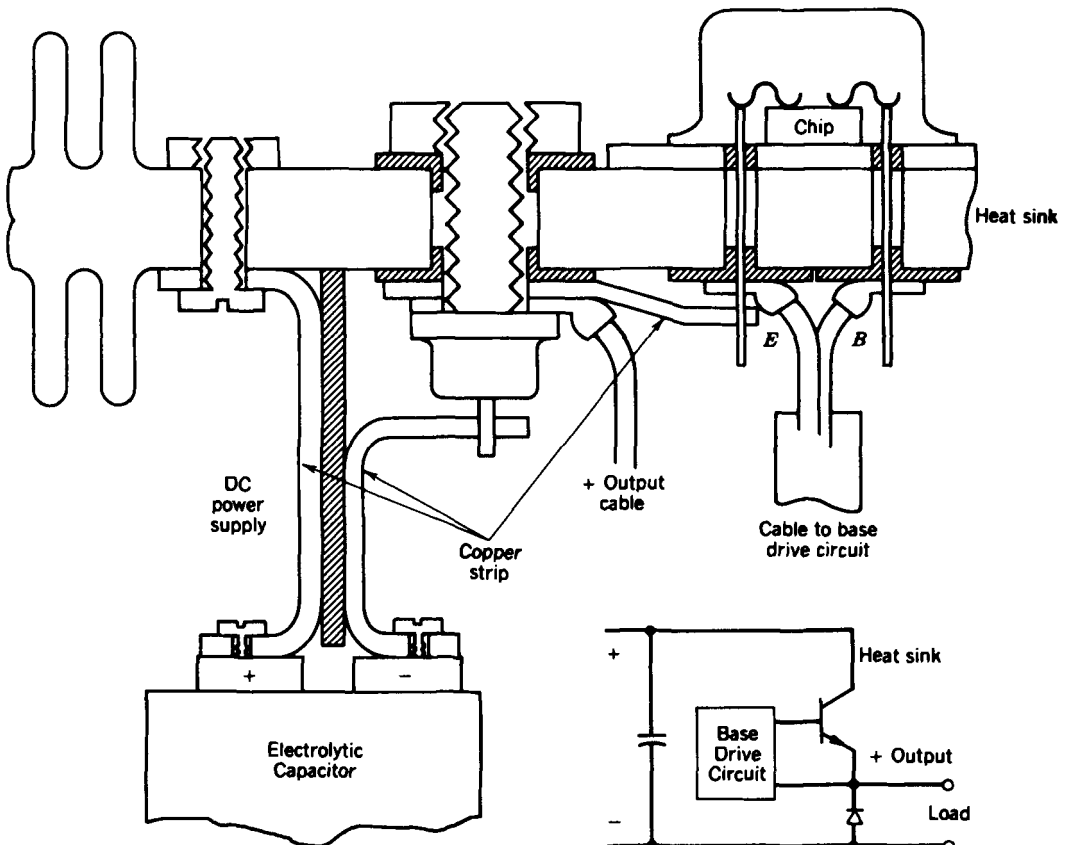 Chip
Heat sink
E
B
DC
power
supply
+ Output
cable
Cable to base
drive circuit
Copper
strip
+
-
Electrolytic
Capacitor
+
Heat sink
Base
Drive
Circuit
+ Output
Load
-